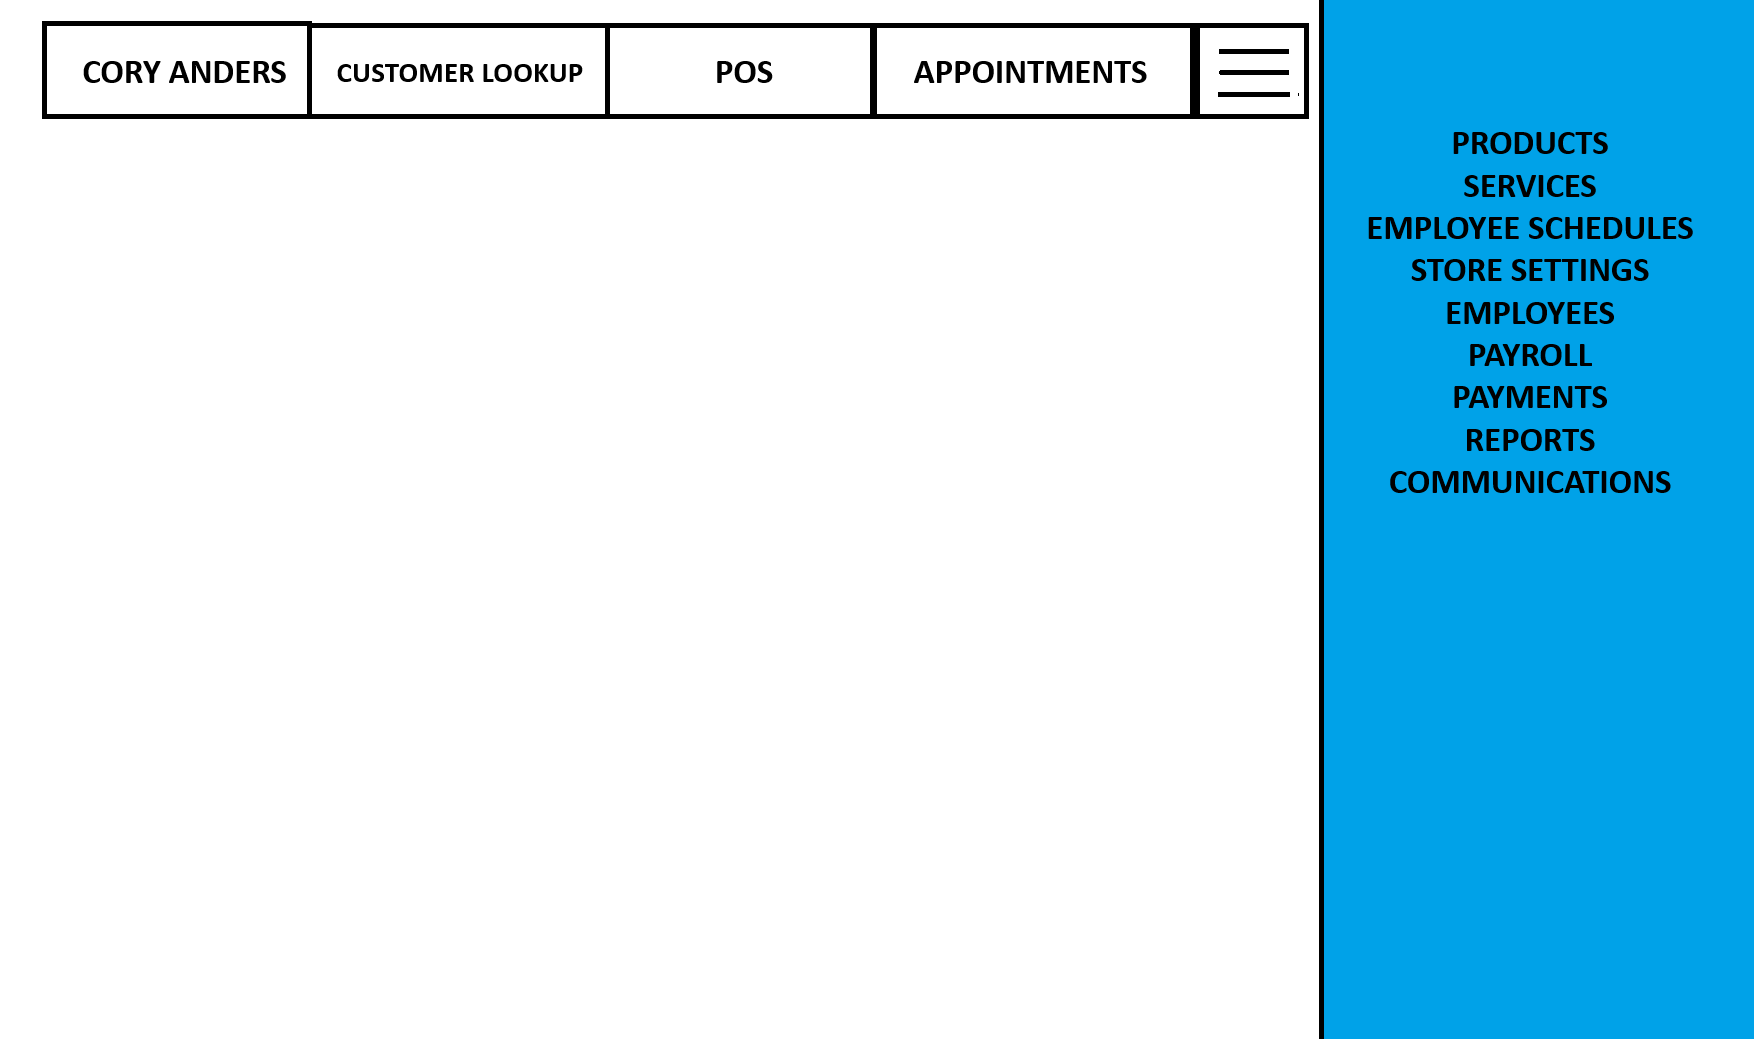 CORY ANDERS
CUSTOMER LOOKUP
POS
APPOINTMENTS
PRODUCTS
SERVICES
EMPLOYEE SCHEDULES
STORE SETTINGS
EMPLOYEES
PAYROLL
PAYMENTS
REPORTS
COMMUNICATIONS